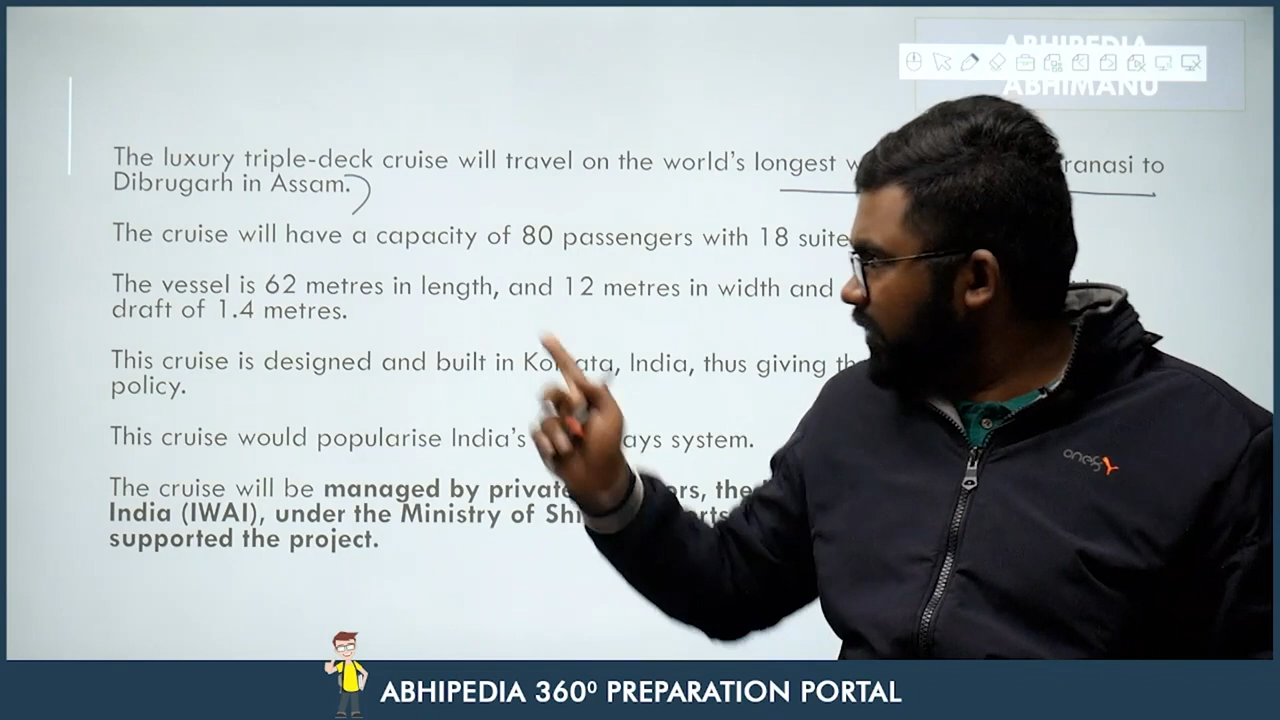 ABHIPEDIA
ABHIMANU
The luxury triple-deck cruise will travel on the world's longest w ranasi to
Dibrugarh in Assam.
The cruise will have a capacity of 80 passengers with 18 suite
The vessel is 62 metres in length, and 12 metres in width and
draft of 1.4 metres.
This cruise is designed and built in Ko ata, India, thus giving th
policy.
This cruise would popularise India's ays system.
The cruise will be managed by private rs, the
India (IWAI), under the Ministry of Shi rts
supported the project.
one8
ABHIPEDIA 360⁰ PREPARATION PORTAL